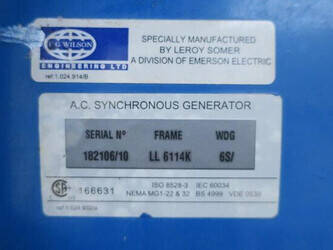 F G WILSON
ENGINEERING LTD
ref.1.024.914/B
SPECIALLY MANUFACTURED
BY LEROY SOMER
A DIVISION OF EMERSON ELECTRIC
A.C. SYNCHRONOUS GENERATOR
SERIAL Nº FRAME WDG
182106/10 LL 6114K 6S/
166631
ISO 8528-3 IEC 60034
NEMA MG1-22 & 32 BS 4999 VDE 0530